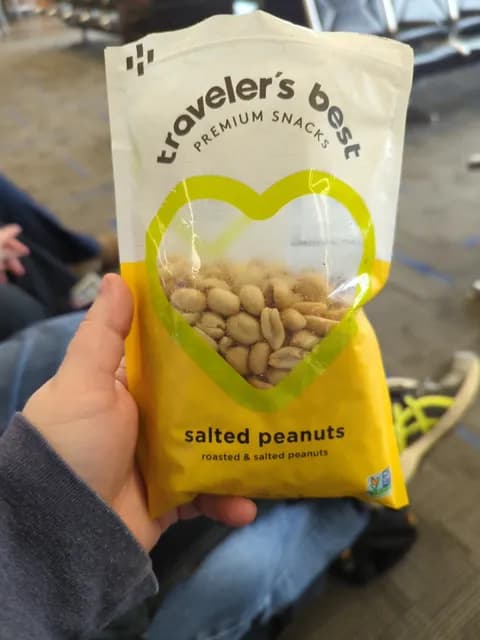 traveler's best
PREMIUM SNACKS
salted peanuts
roasted & salted peanuts